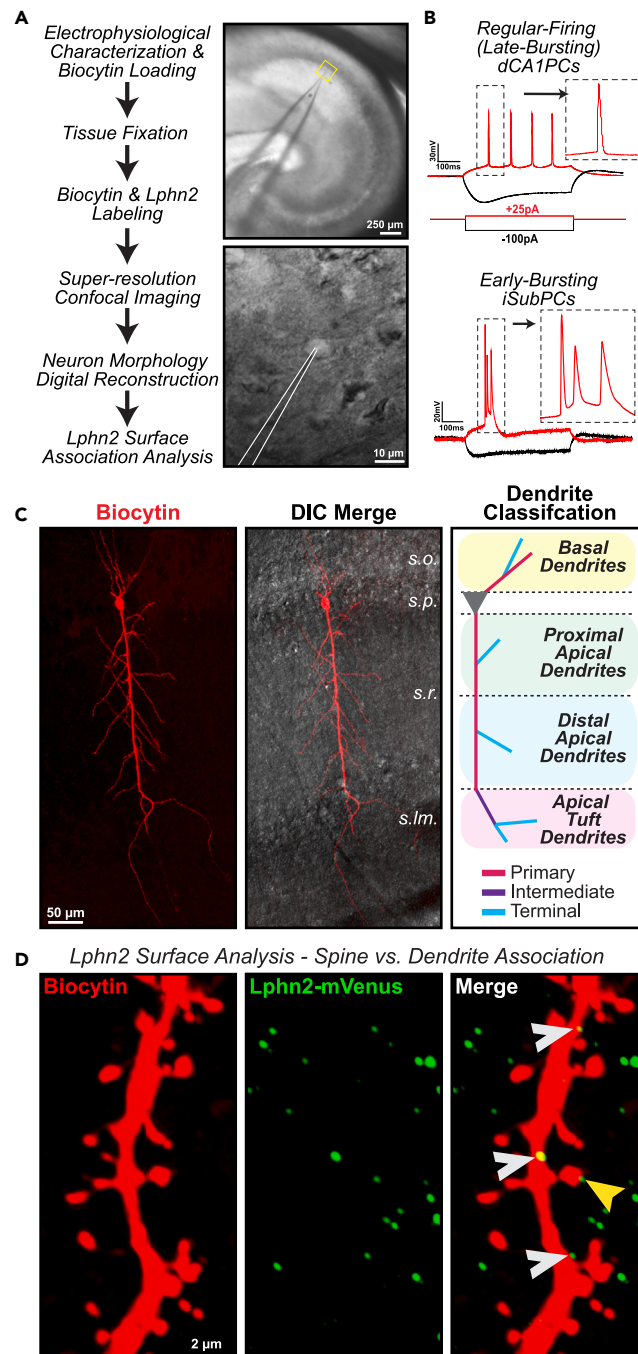 A
Electrophysiological
Characterization &
Biocytin Loading
Tissue Fixation
Biocytin & Lphn2
Labeling
Super-resolution
Confocal Imaging
Neuron Morphology
Digital Reconstruction
Lphn2 Surface
Association Analysis
250 µm
10 µm
B
Regular-Firing
(Late-Bursting)
dCA1PCs
30mV
100ms
+25pA
-100pA
Early-Bursting
iSubPCs
20mV
100ms
C
Biocytin
50 µm
DIC Merge
s.o.
s.p.
s.r.
s.lm.
Dendrite
Classifcation
Basal
Dendrites
Proximal
Apical
Dendrites
Distal
Apical
Dendrites
Apical
Tuft
Dendrites
Primary
Intermediate
Terminal
D
Lphn2 Surface Analysis - Spine vs. Dendrite Association
Biocytin
2 µm
Lphn2-mVenus
Merge